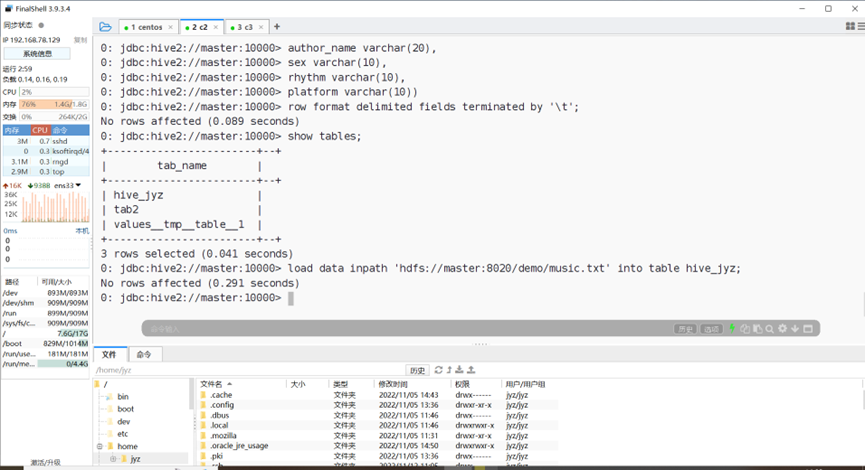 FinalShell 3.9.3.4
同步状态
IP 192.168.78.129 复制
系统信息
运行 2:59
负载 0.14, 0.16, 0.19
CPU 2%
内存 76% 1.4G/1.8G
交换 0% 264K/2G
内存 CPU 命令
3M 0.7 sshd
0 0.3 ksoftirqd/4
3.1M 0.3 rngd
2.9M 0.3 top
16K 938B ens33
36K
25K
12K
0ms 本机
0
0
0
路径 可用/大小
/dev 893M/893M
/dev/shm 909M/909M
/run 899M/909M
/sys/fs/c... 909M/909M
/ 7.6G/17G
/boot 829M/1014M
/run/use... 181M/181M
/run/me... 0/4.4G
激活/升级
1 centos
2 c2
3 c3
0: jdbc:hive2://master:10000> author_name varchar(20),
0: jdbc:hive2://master:10000> sex varchar(10),
0: jdbc:hive2://master:10000> rhythm varchar(10),
0: jdbc:hive2://master:10000> platform varchar(10))
0: jdbc:hive2://master:10000> row format delimited fields terminated by '\t';
No rows affected (0.089 seconds)
0: jdbc:hive2://master:10000> show tables;
+------------------------+--+
| tab_name |
+------------------------+--+
| hive_jyz |
| tab2 |
| values__tmp__table__1 |
+------------------------+--+
3 rows selected (0.041 seconds)
0: jdbc:hive2://master:10000> load data inpath 'hdfs://master:8020/demo/music.txt' into table hive_jyz;
No rows affected (0.291 seconds)
0: jdbc:hive2://master:10000>
命令输入 历史 选项
文件 命令
/home/jyz 历史
/
bin
boot
dev
etc
home
jyz
文件名 大小 类型 修改时间 权限 用户/用户组
.cache 文件夹 2022/11/05 14:43 drwx------ jyz/jyz
.config 文件夹 2022/11/05 13:36 drwxr-xr-x jyz/jyz
.dbus 文件夹 2022/11/05 11:46 drwx------ jyz/jyz
.local 文件夹 2022/11/05 11:46 drwxrwxr-x jyz/jyz
.mozilla 文件夹 2022/11/05 11:31 drwxr-xr-x jyz/jyz
.oracle_jre_usage 文件夹 2022/11/05 14:50 drwxrwxr-x jyz/jyz
.pki 文件夹 2022/11/05 13:36 drwx------ jyz/jyz